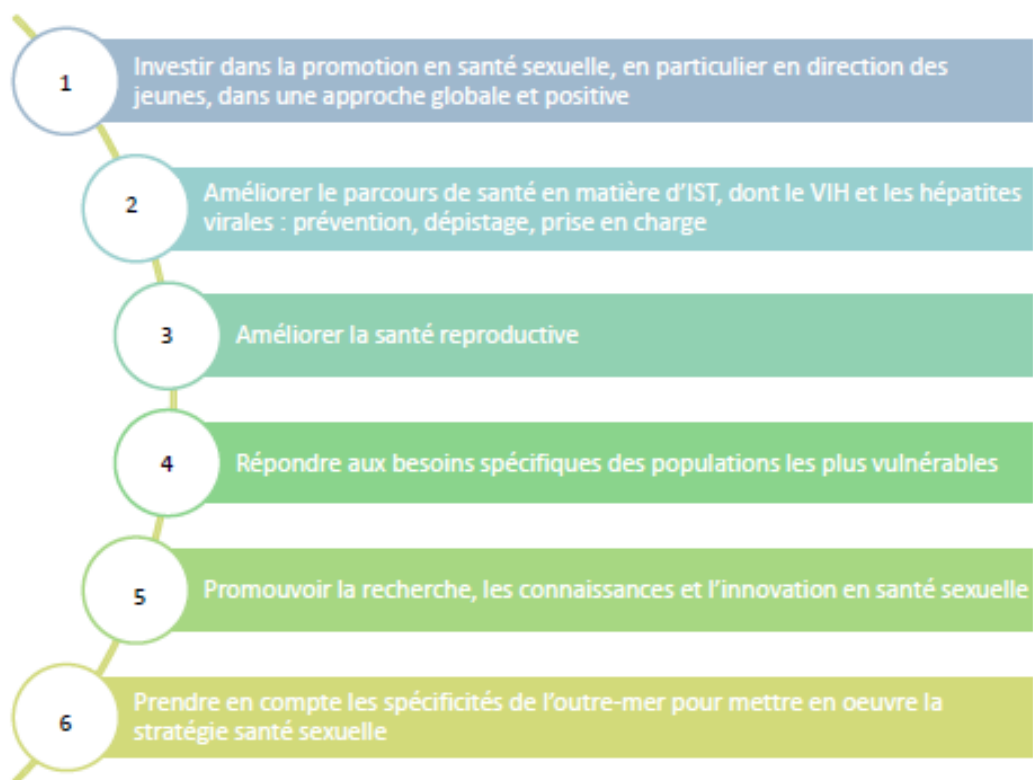 1
Investir dans la promotion en santé sexuelle, en particulier en direction des
jeunes, dans une approche globale et positive
2
Améliorer le parcours de santé en matière d'IST, dont le VIH et les hépatites
virales : prévention, dépistage, prise en charge
3
Améliorer la santé reproductive
4
Répondre aux besoins spécifiques des populations les plus vulnérables
5
Promouvoir la recherche, les connaissances et l'innovation en santé sexuelle
6
Prendre en compte les spécificités de l'outre-mer pour mettre en oeuvre la
stratégie santé sexuelle